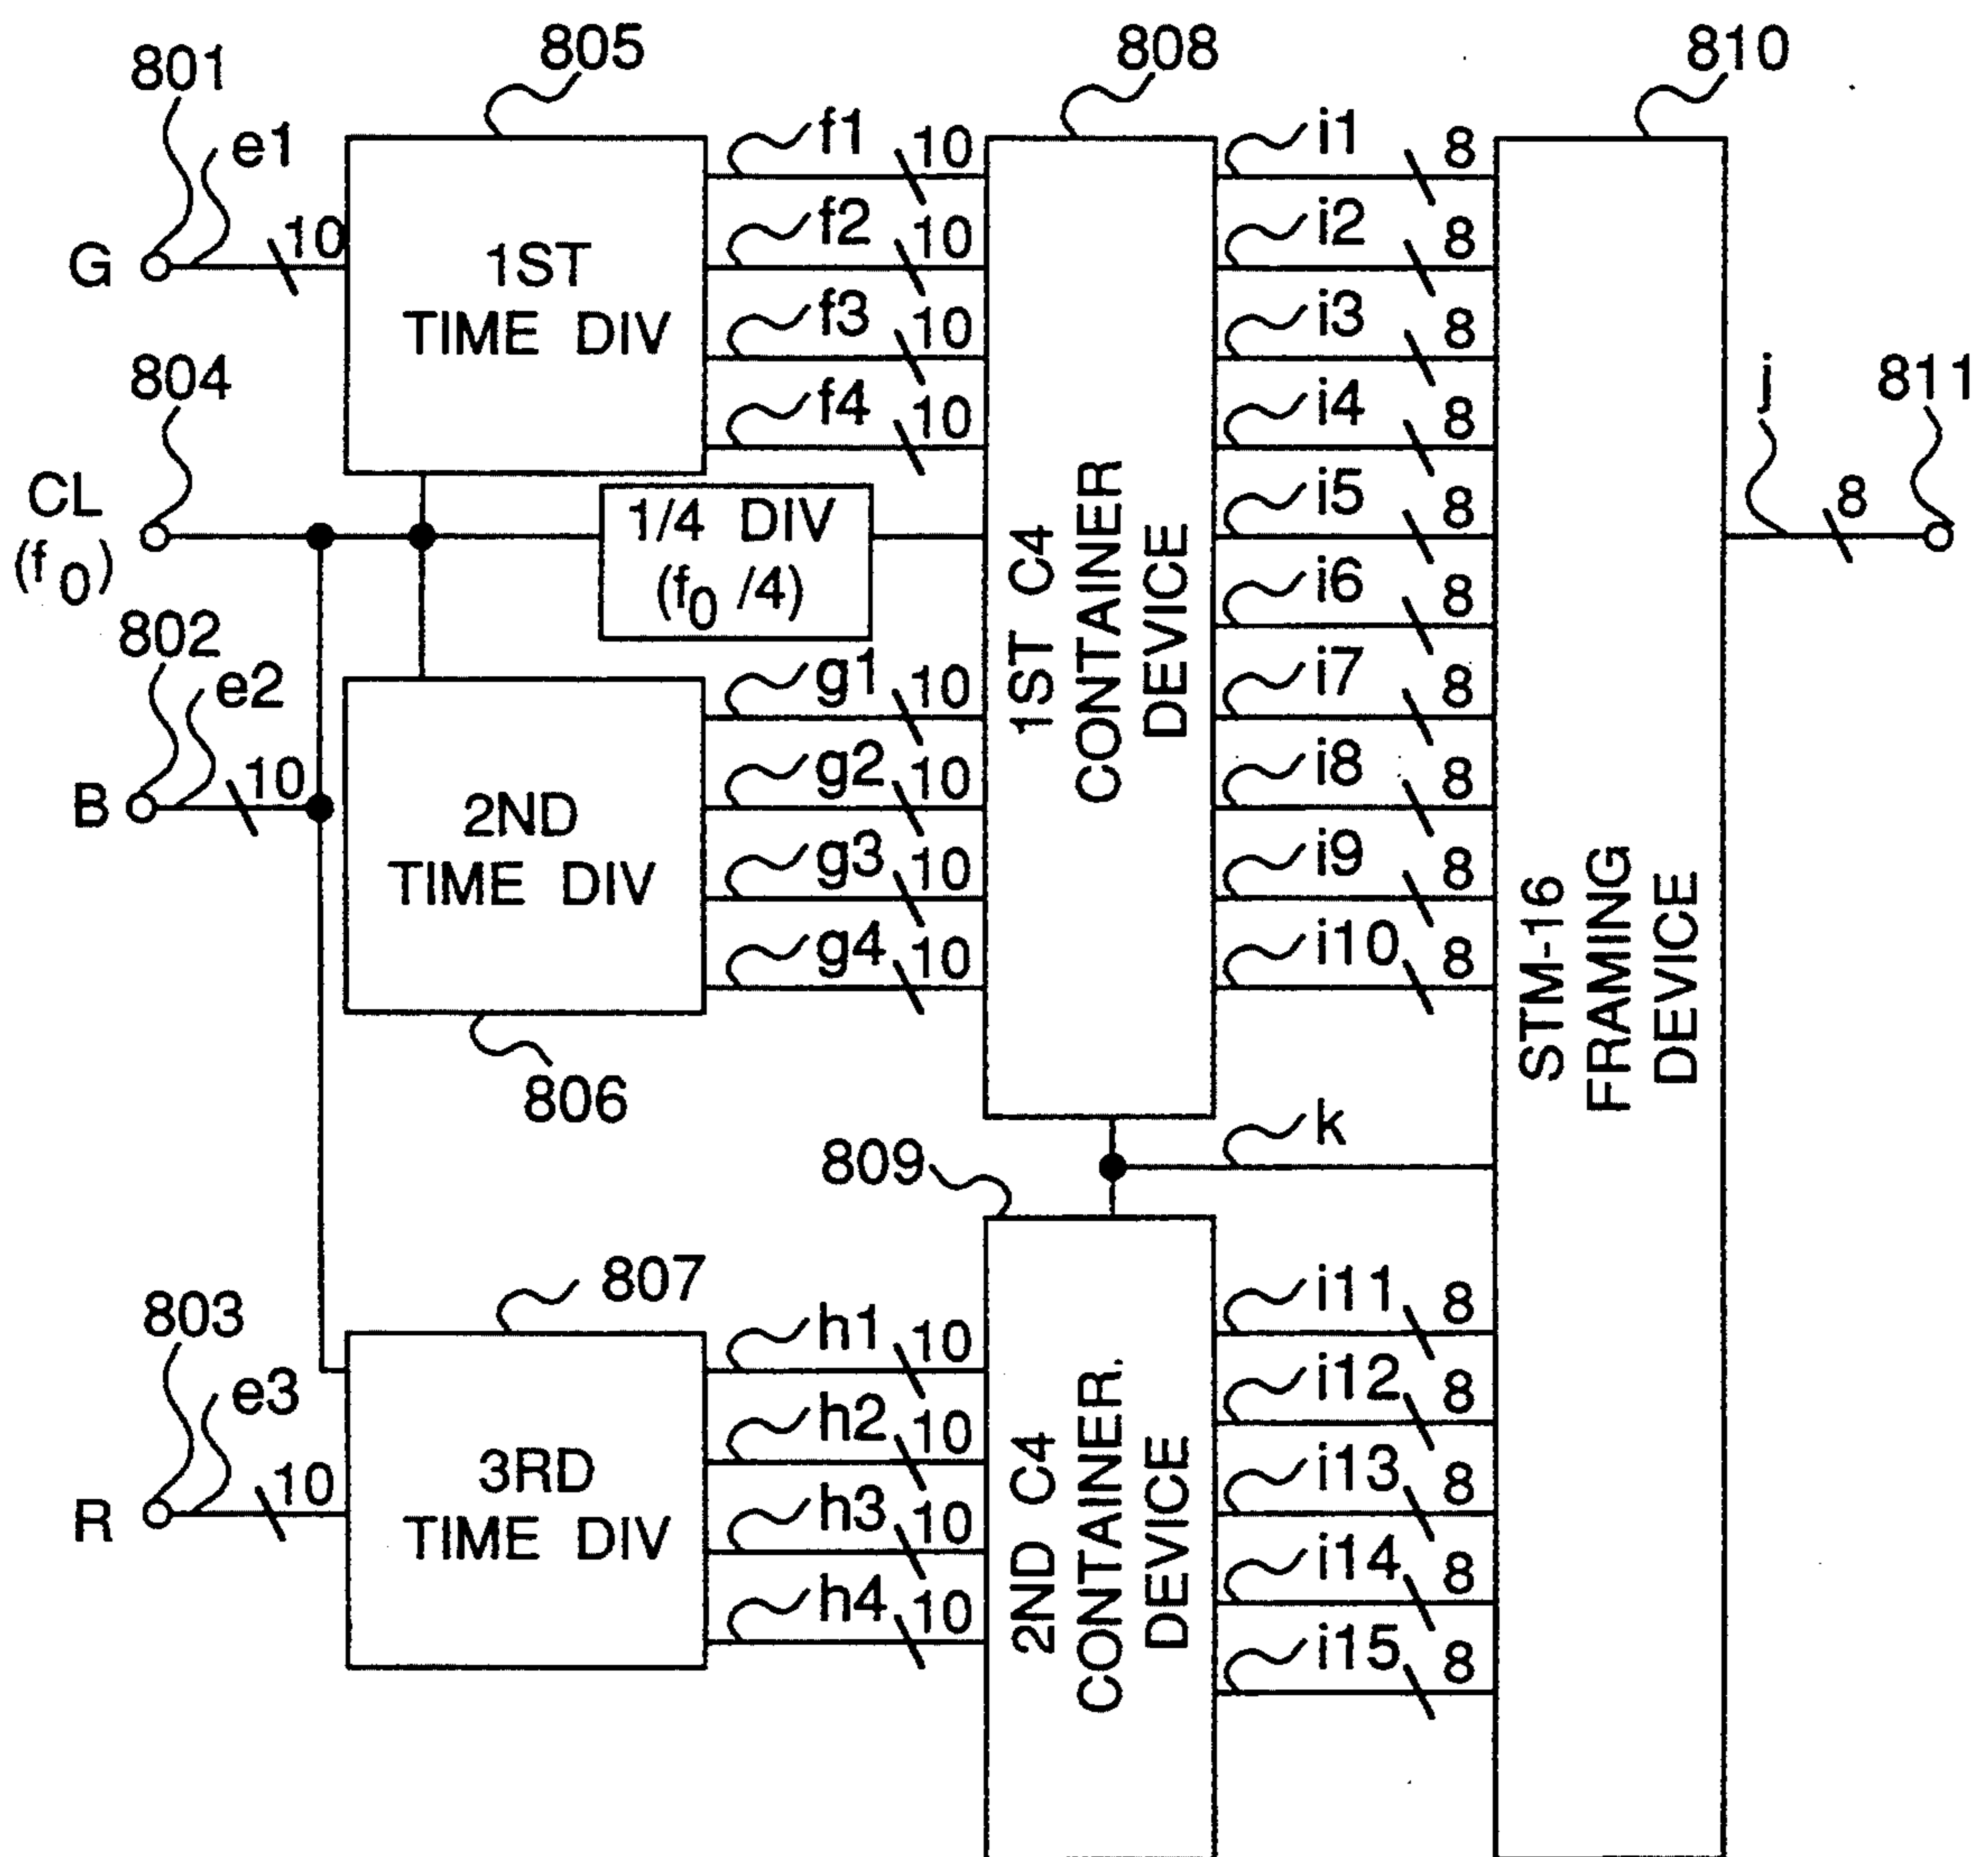 801
805
808
810
e1
G
10
1ST
TIME DIV
f1
10
f2
10
f3
10
f4
10
i1
8
i2
8
i3
8
i4
8
i5
8
i6
8
i7
8
i8
8
i9
8
i10
8
804
CL
(f0)
1/4 DIV
(f0 /4)
1ST C4
CONTAINER
DEVICE
j
8
811
802
e2
B
10
2ND
TIME DIV
806
g1
10
g2
10
g3
10
g4
10
STM-16
FRAMING
DEVICE
k
809
803
e3
R
10
807
3RD
TIME DIV
h1
10
h2
10
h3
10
h4
10
2ND C4
CONTAINER.
DEVICE
i11
8
i12
8
i13
8
i14
8
i15
8